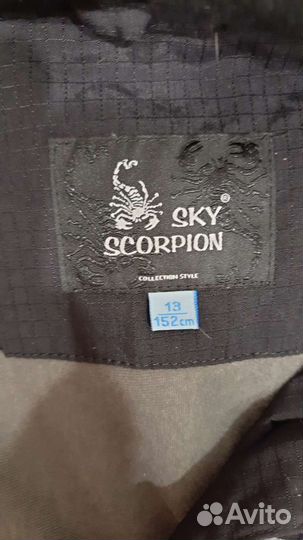 SKY ®
SCORPION
COLLECTION STYLE
13
152cm
Avito